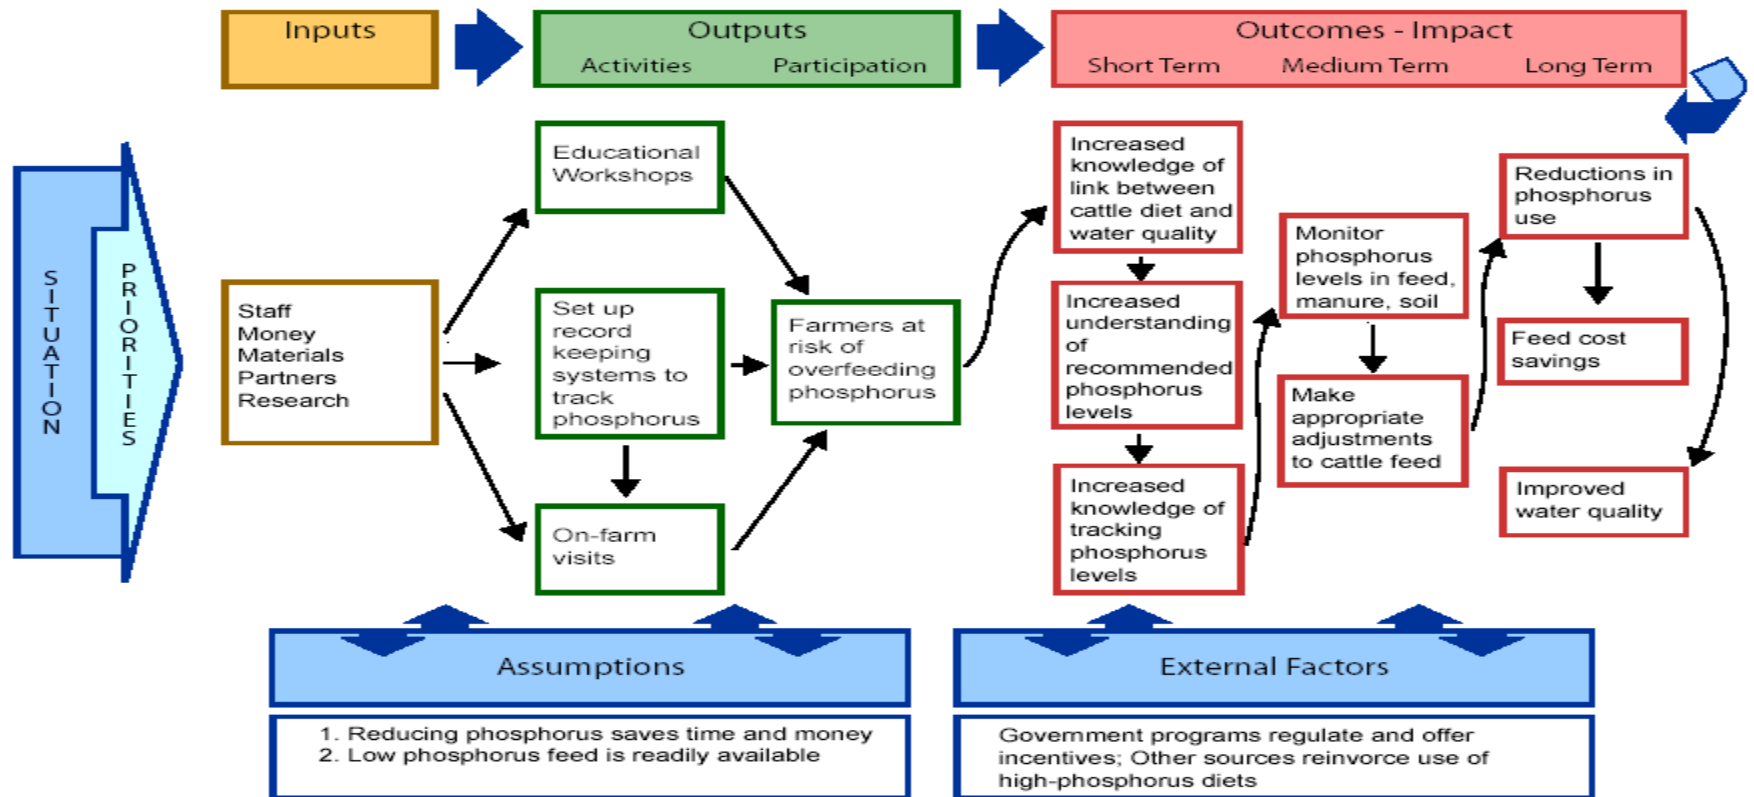 Inputs
Outputs
Activities
Participation
Outcomes - Impact
Short Term
Medium Term
Long Term
SITUATION
PRIORITIES
Staff
Money
Materials
Partners
Research
Educational
Workshops
Set up
record
keeping
systems to
track
phosphorus
On-farm
visits
Farmers at
risk of
overfeeding
phosphorus
Increased
knowledge of
link between
cattle diet and
water quality
Increased
understanding
of
recommended
phosphorus
levels
Increased
knowledge of
tracking
phosphorus
levels
Monitor
phosphorus
levels in feed,
manure, soil
Make
appropriate
adjustments
to cattle feed
Reductions in
phosphorus
use
Feed cost
savings
Improved
water quality
Assumptions
1. Reducing phosphorus saves time and money
2. Low phosphorus feed is readily available
External Factors
Government programs regulate and offer
incentives; Other sources reinvorce use of
high-phosphorus diets